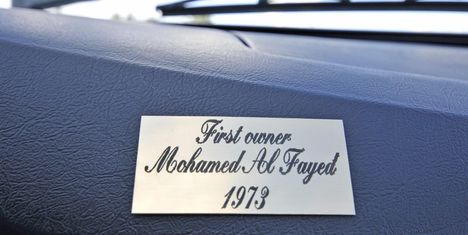 First owner
Mohamed Al Fayed
1973